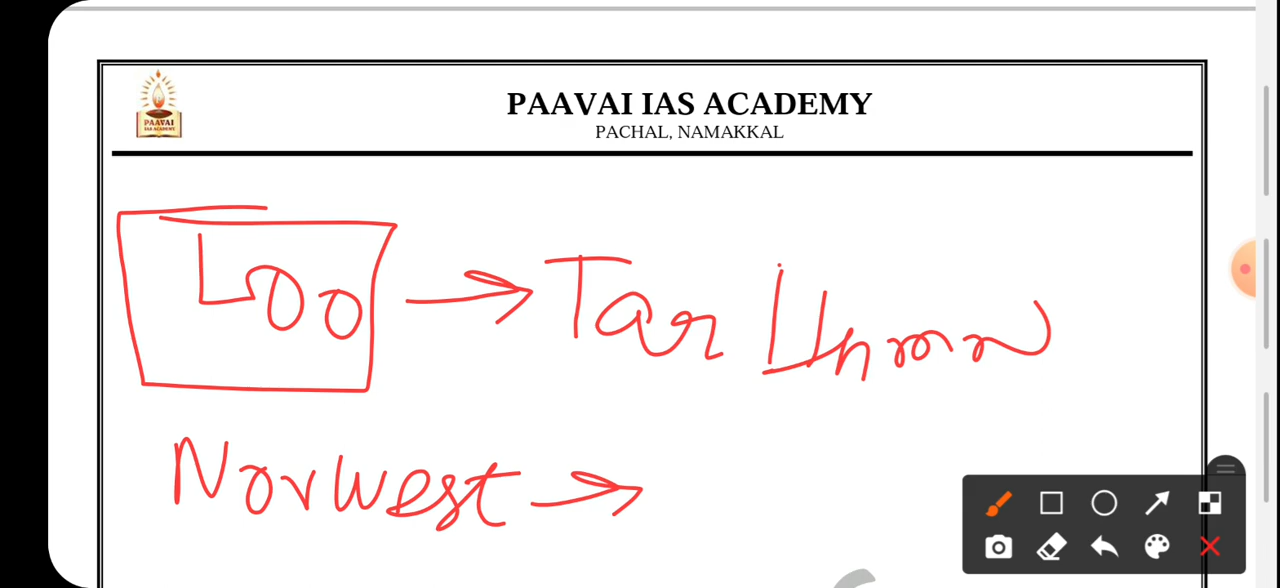 PAAVAI IAS ACADEMY
PACHAL, NAMAKKAL
PAAVAI
IAS ACADEMY
Loo → Tar பாலை
Norwest →